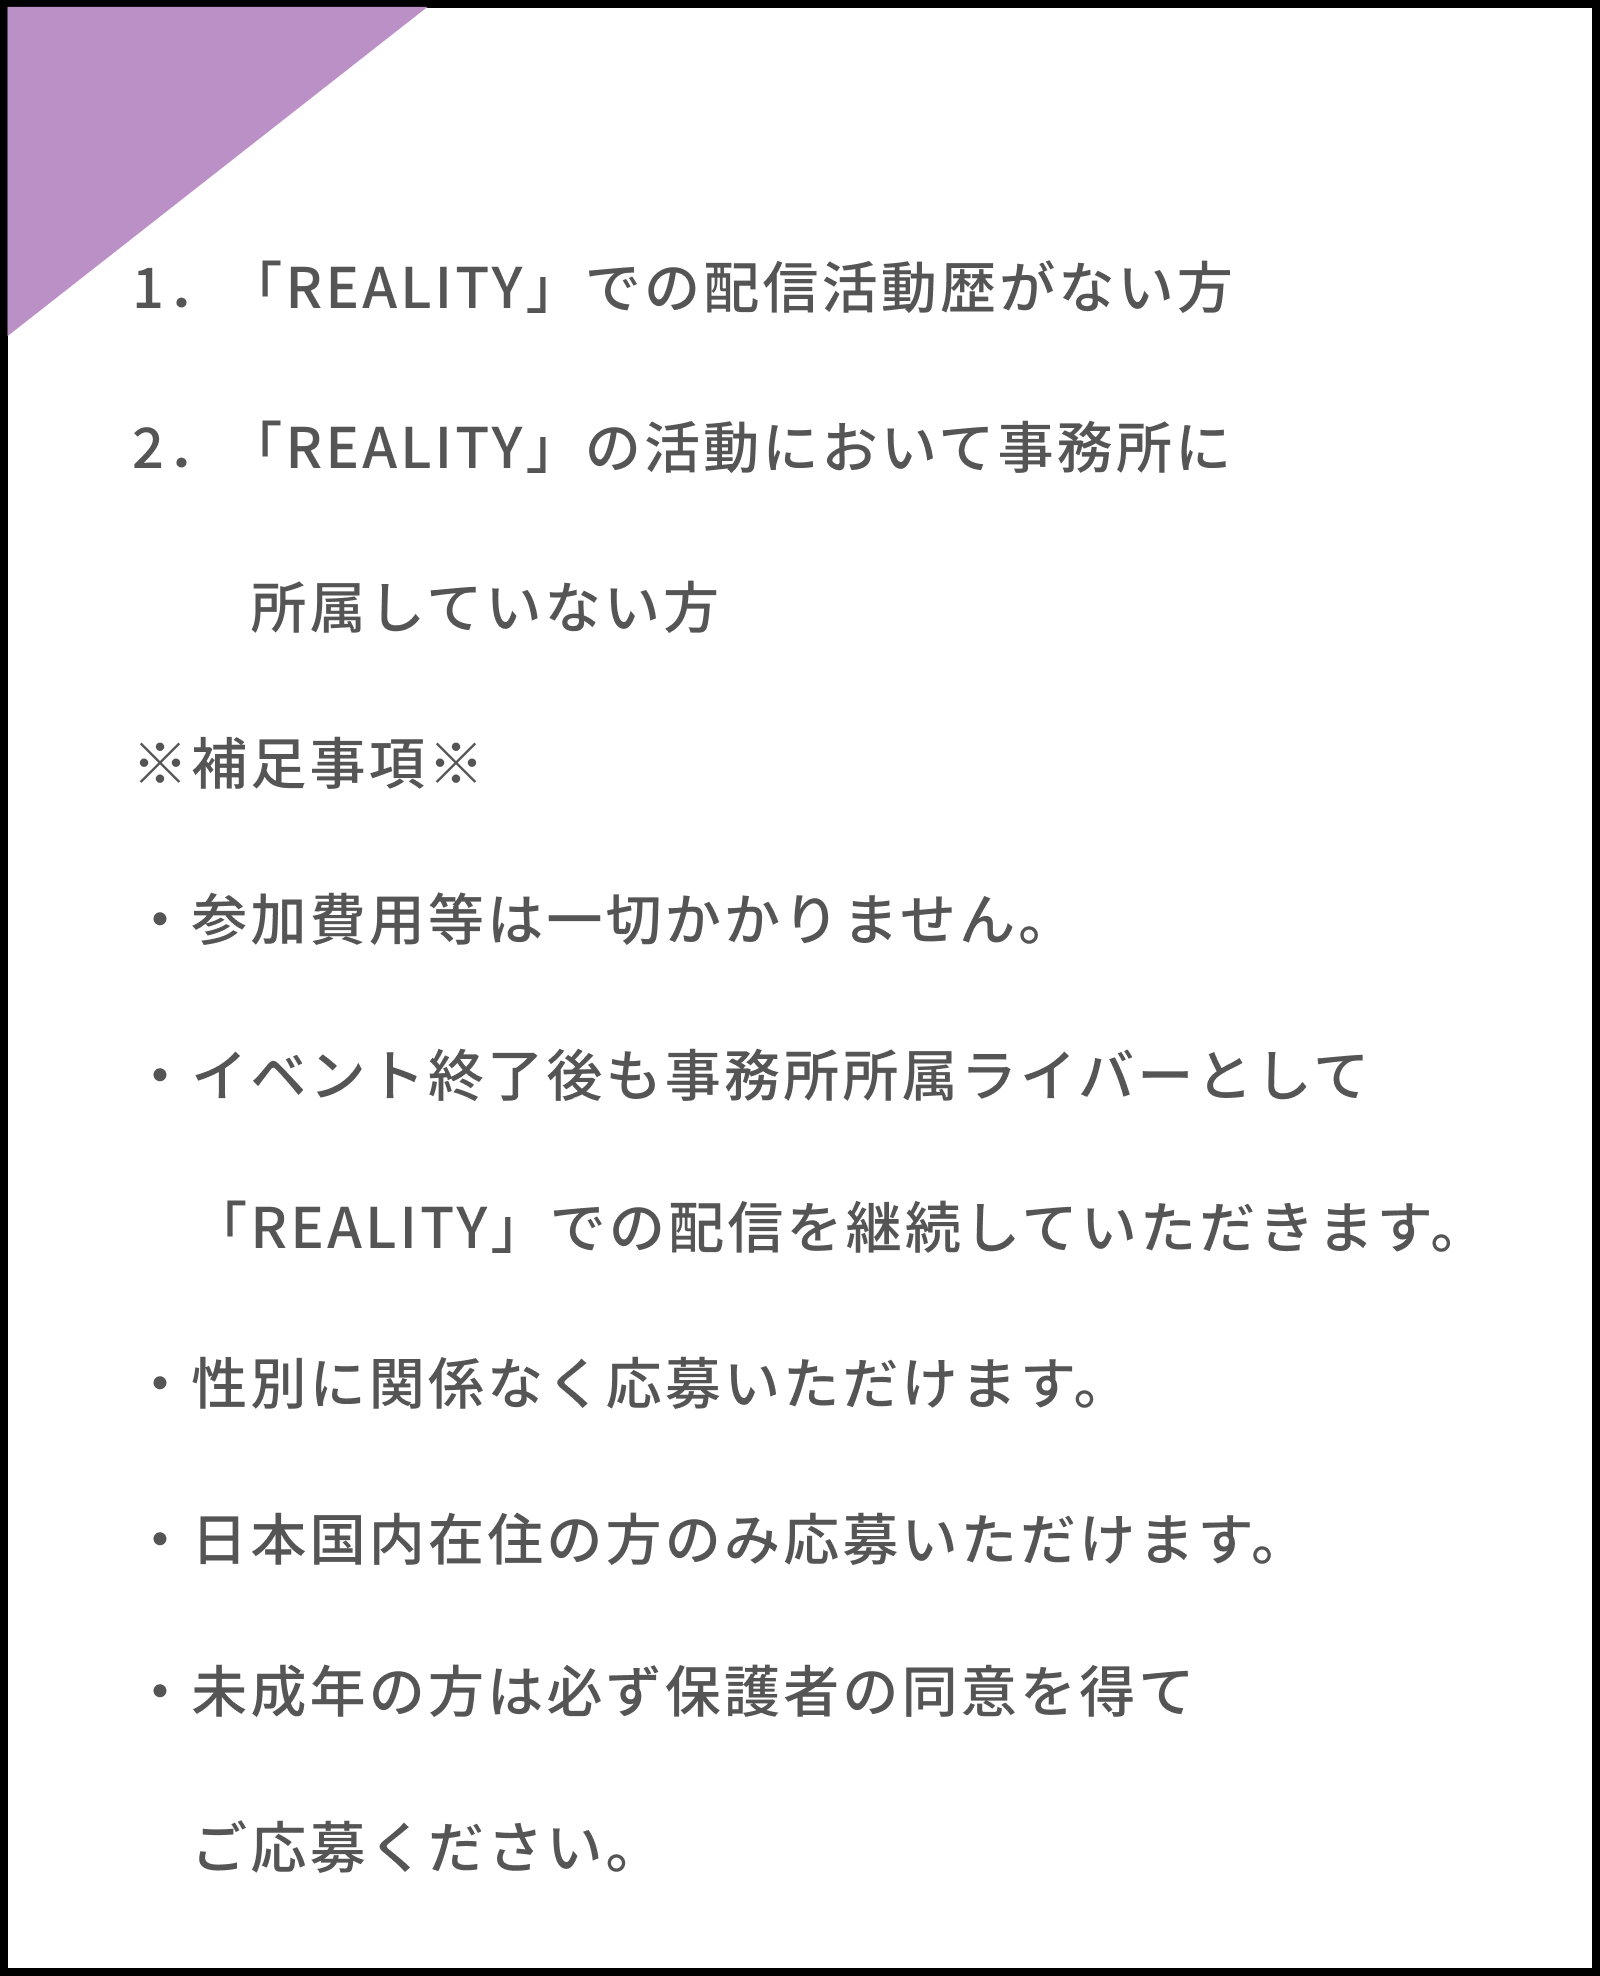 1．「REALITY」での配信活動歴がない方
2．「REALITY」の活動において事務所に
所属していない方
※補足事項※
・参加費用等は一切かかりません。
・イベント終了後も事務所所属ライバーとして
「REALITY」での配信を継続していただきます。
・性別に関係なく応募いただけます。
・日本国内在住の方のみ応募いただけます。
・未成年の方は必ず保護者の同意を得て
ご応募ください。